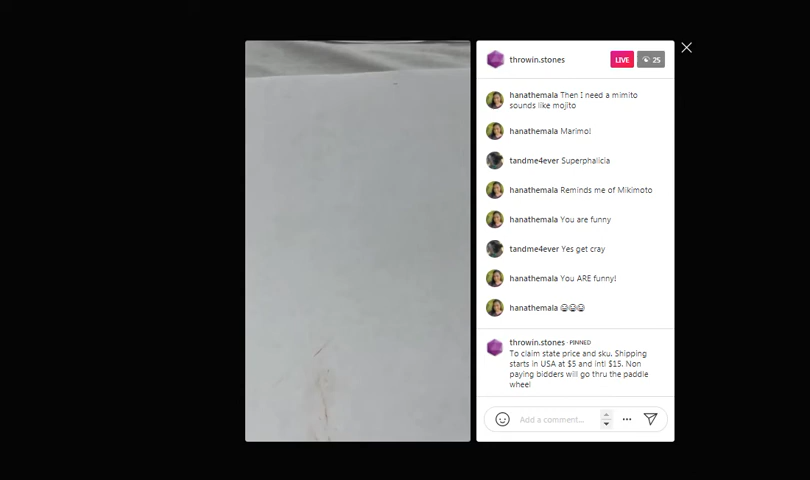 throwin.stones
LIVE
25
hanathemala Then I need a mimito
sounds like mojito
hanathemala Marimo!
tandme4ever Superphalicia
hanathemala Reminds me of Mikimoto
hanathemala You are funny
tandme4ever Yes get cray
hanathemala You ARE funny!
hanathemala 😂😂😂
throwin.stones · PINNED
To claim state price and sku. Shipping
starts in USA at $5 and intl $15. Non
paying bidders will go thru the paddle
wheel
Add a comment...